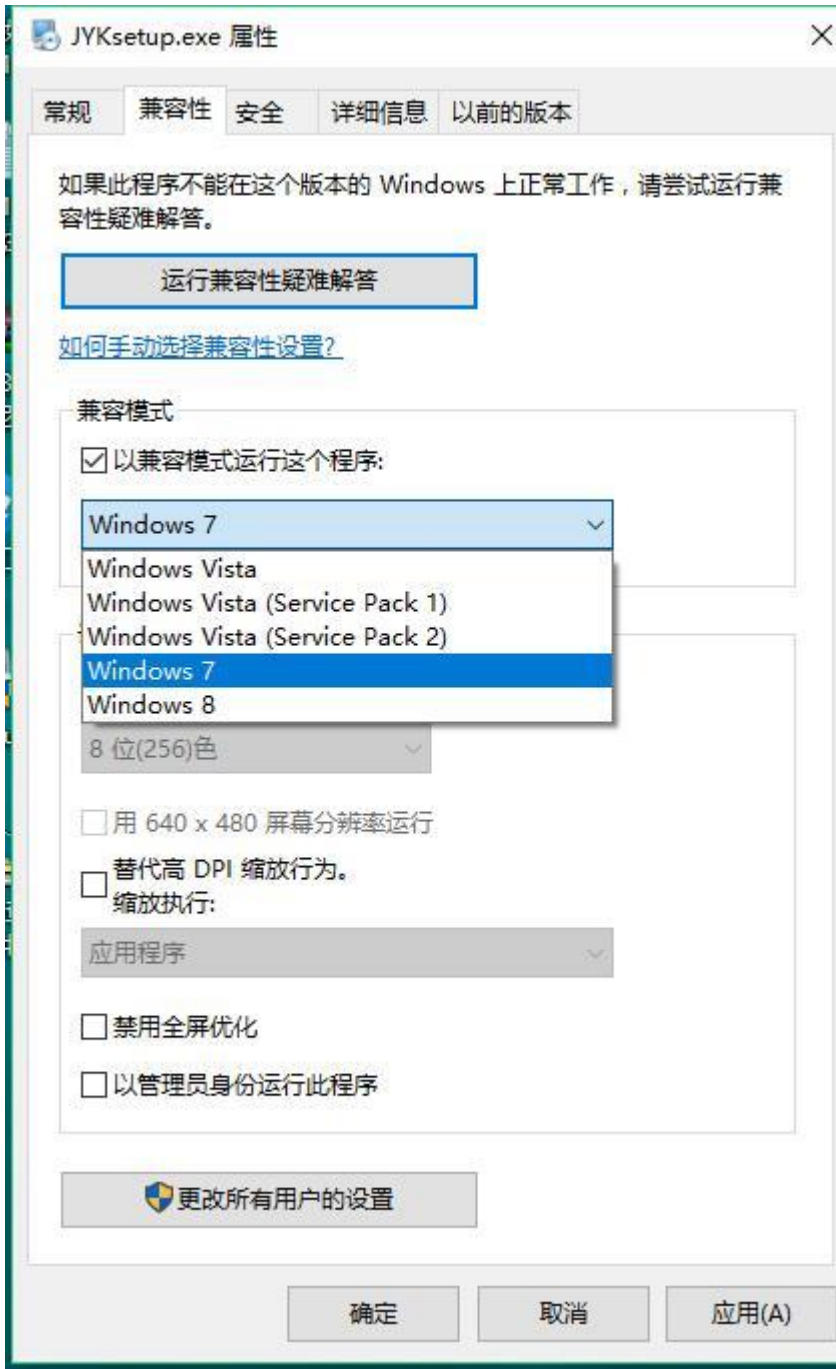 JYKsetup.exe 属性
常规 兼容性 安全 详细信息 以前的版本
如果此程序不能在这个版本的 Windows 上正常工作，请尝试运行兼
容性疑难解答。
运行兼容性疑难解答
如何手动选择兼容性设置?
兼容模式
以兼容模式运行这个程序:
Windows 7
Windows Vista
Windows Vista (Service Pack 1)
Windows Vista (Service Pack 2)
Windows 7
Windows 8
8 位(256)色
用 640 x 480 屏幕分辨率运行
替代高 DPI 缩放行为。
缩放执行:
应用程序
禁用全屏优化
以管理员身份运行此程序
更改所有用户的设置
确定 取消 应用(A)